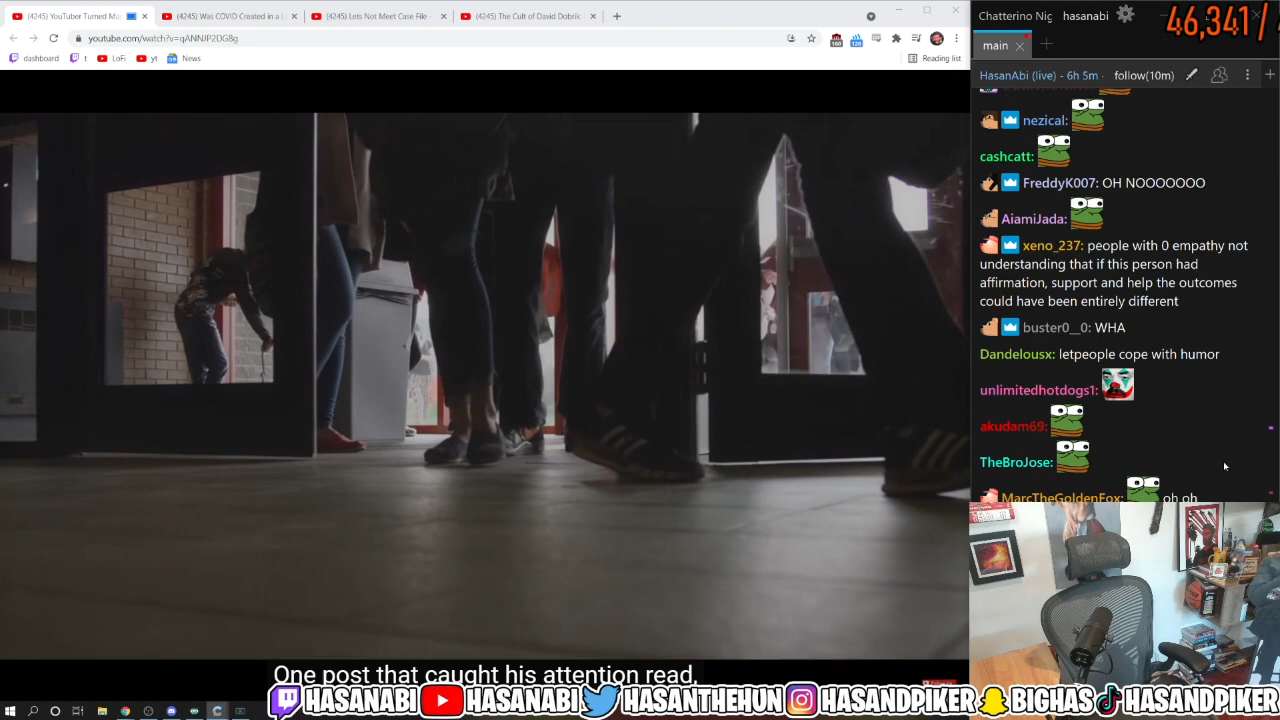 (4245) YouTube Turned Ma
(4245) Was COVID Created in a L
(4245) Lets Not Meet Case File -
(4245) The Cult of David Dobrik:
youtube.com/watch?v=qANNJP2DG8g
160
120
dashboard
t
LoFi
yt
News
Reading list
Chatterino Nig
hasanabi
46,341/
main
HasanAbi (live) - 6h 5m -
follow(10m)
nezical:
cashcatt:
FreddyK007: OH NOOOOOOO
AiamiJada:
xeno_237: people with 0 empathy not
understanding that if this person had
affirmation, support and help the outcomes
could have been entirely different
buster0__0: WHA
Dandelousx: letpeople cope with humor
unlimitedhotdogs1:
akudam69:
TheBroJose:
MarcTheGoldenFox: oh oh
One post that caught his attention read,
HASANABI
HASANABI
HASANTHEHUN
HASANDPIKER
BIGHAS
HASANDPIKER